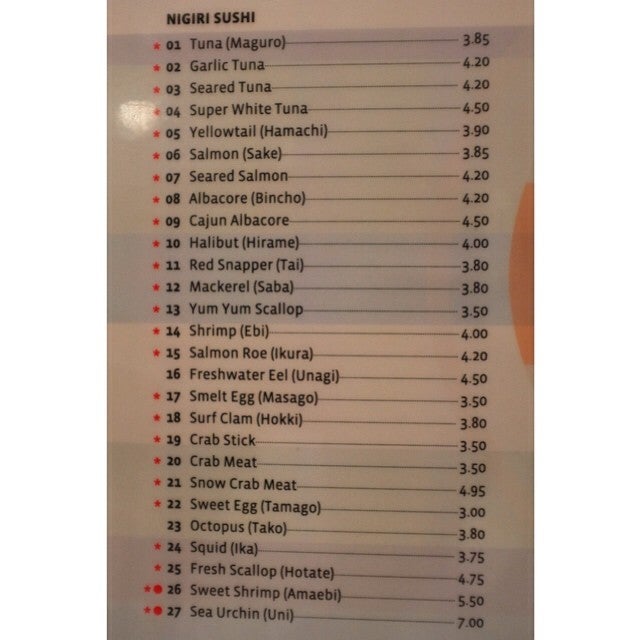 NIGIRI SUSHI
* 01 Tuna (Maguro) 3.85
* 02 Garlic Tuna 4.20
* 03 Seared Tuna 4.20
* 04 Super White Tuna 4.50
* 05 Yellowtail (Hamachi) 3.90
* 06 Salmon (Sake) 3.85
* 07 Seared Salmon 4.20
* 08 Albacore (Bincho) 4.20
* 09 Cajun Albacore 4.50
* 10 Halibut (Hirame) 4.00
* 11 Red Snapper (Tai) 3.80
* 12 Mackerel (Saba) 3.80
* 13 Yum Yum Scallop 3.50
* 14 Shrimp (Ebi) 4.00
* 15 Salmon Roe (Ikura) 4.20
16 Freshwater Eel (Unagi) 4.50
* 17 Smelt Egg (Masago) 3.50
* 18 Surf Clam (Hokki) 3.80
* 19 Crab Stick 3.50
* 20 Crab Meat 3.50
* 21 Snow Crab Meat 4.95
* 22 Sweet Egg (Tamago) 3.00
23 Octopus (Tako) 3.80
* 24 Squid (Ika) 3.75
* 25 Fresh Scallop (Hotate) 4.75
*● 26 Sweet Shrimp (Amaebi) 5.50
*● 27 Sea Urchin (Uni) 7.00